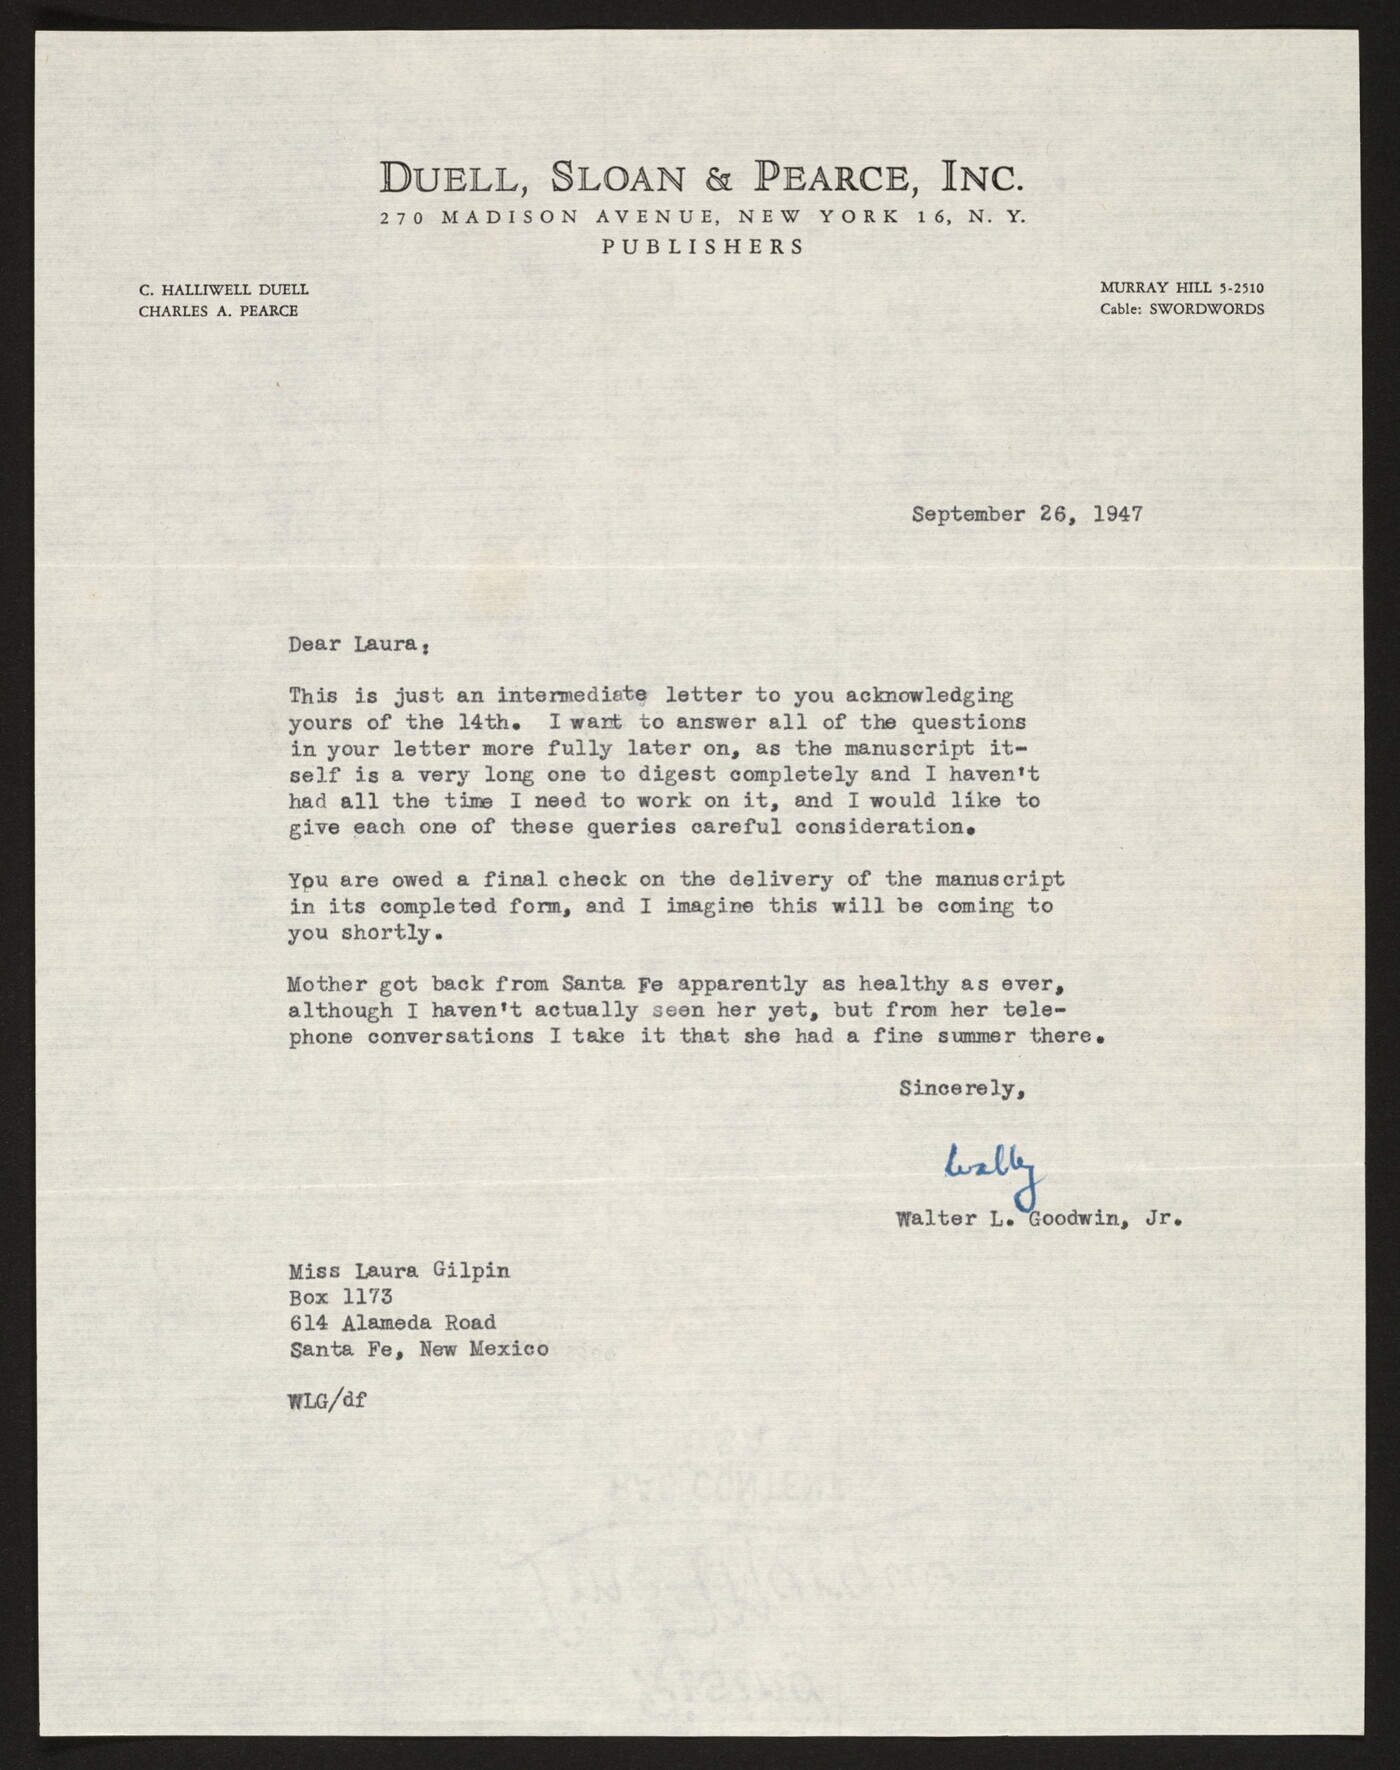 DUELL, SLOAN & PEARCE, INC.
270 MADISON AVENUE, NEW YORK 16, N. Y.
PUBLISHERS
C. HALLIWELL DUELL
CHARLES A. PEARCE
MURRAY HILL 5-2510
Cable: SWORDWORDS
September 26, 1947
Dear Laura:
This is just an intermediate letter to you acknowledging
yours of the 14th. I want to answer all of the questions
in your letter more fully later on, as the manuscript it-
self is a very long one to digest completely and I haven't
had all the time I need to work on it, and I would like to
give each one of these queries careful consideration.
You are owed a final check on the delivery of the manuscript
in its completed form, and I imagine this will be coming to
you shortly.
Mother got back from Santa Fe apparently as healthy as ever,
although I haven't actually seen her yet, but from her tele-
phone conversations I take it that she had a fine summer there.
Sincerely,
Wally
Walter L. Goodwin, Jr.
Miss Laura Gilpin
Box 1173
614 Alameda Road
Santa Fe, New Mexico
WLG/df